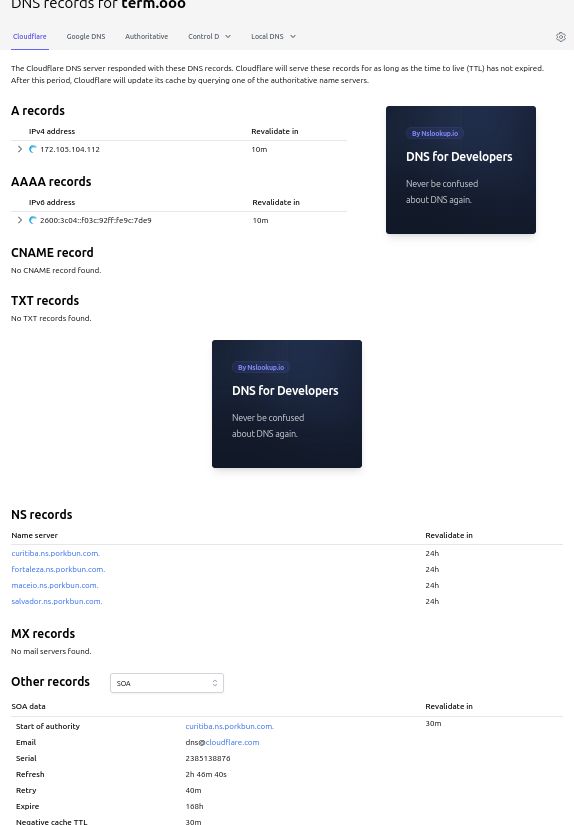 DNS records for term.ooo
Cloudflare Google DNS Authoritative Control D Local DNS
The Cloudflare DNS server responded with these DNS records. Cloudflare will serve these records for as long as the time to live (TTL) has not expired.
After this period, Cloudflare will update its cache by querying one of the authoritative name servers.
A records
IPv4 address Revalidate in
172.105.104.112 10m
By Nslookup.io
DNS for Developers
Never be confused
about DNS again.
AAAA records
IPv6 address Revalidate in
2600:3c04::f03c:92ff:fe9c:7de9 10m
CNAME record
No CNAME record found.
TXT records
No TXT records found.
By Nslookup.io
DNS for Developers
Never be confused
about DNS again.
NS records
Name server Revalidate in
curitiba.ns.porkbun.com. 24h
fortaleza.ns.porkbun.com. 24h
maceio.ns.porkbun.com. 24h
salvador.ns.porkbun.com. 24h
MX records
No mail servers found.
Other records SOA
SOA data Revalidate in
Start of authority curitiba.ns.porkbun.com. 30m
Email dns@cloudflare.com
Serial 2385138876
Refresh 2h 46m 40s
Retry 40m
Expire 168h
Negative cache TTL 30m